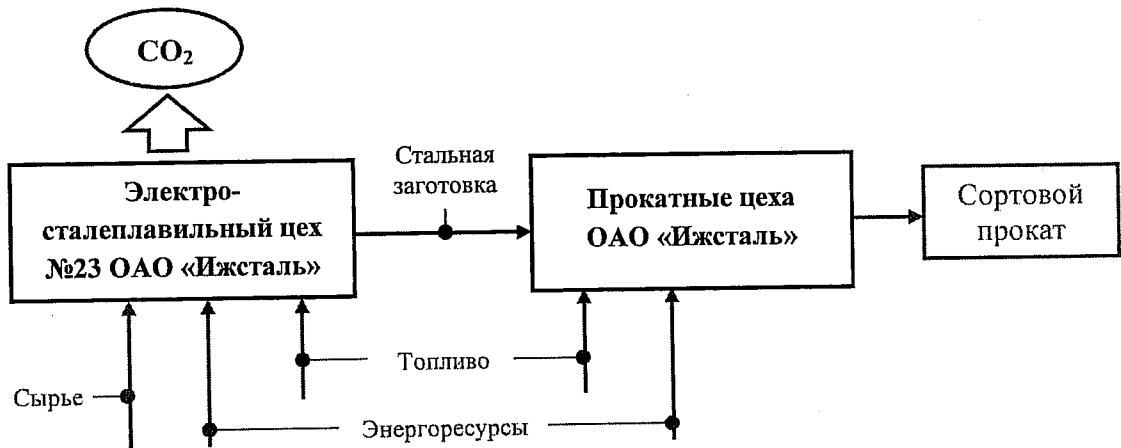 CO₂
Электро-
сталеплавильный цех
№23 ОАО «Ижсталь»
Стальная
заготовка
Прокатные цеха
ОАО «Ижсталь»
Сортовой
прокат
Топливо
Сырье
Энергоресурсы